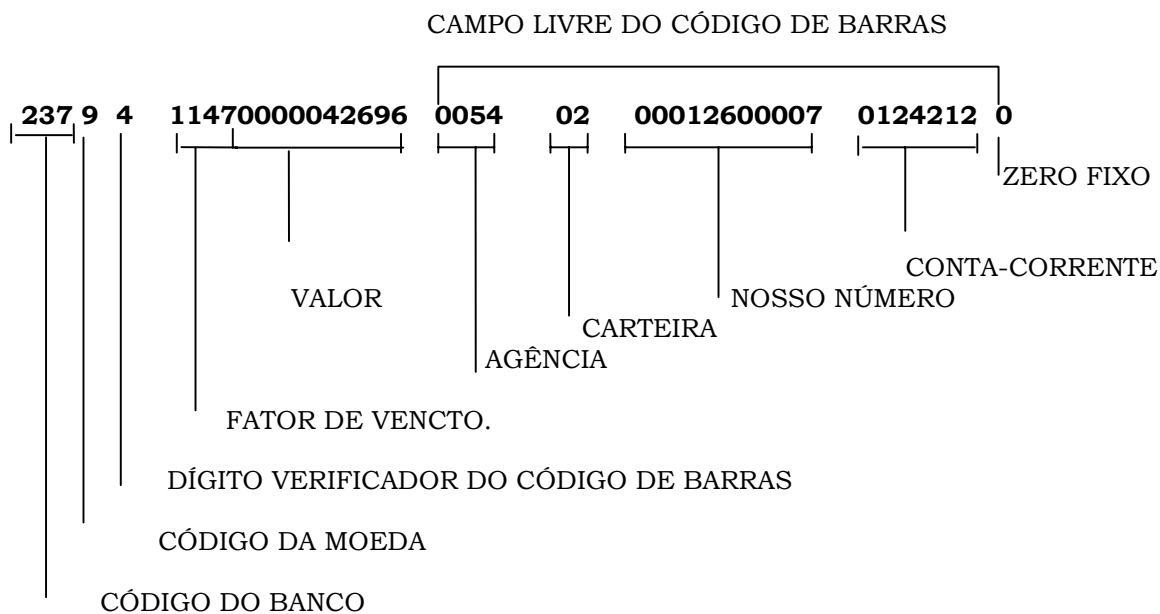 CAMPO LIVRE DO CÓDIGO DE BARRAS
237 9 4 11470000042696 0054 02 00012600007 0124212 0
ZERO FIXO
CONTA-CORRENTE
VALOR NOSSO NÚMERO
CARTEIRA
AGÊNCIA
FATOR DE VENCTO.
DÍGITO VERIFICADOR DO CÓDIGO DE BARRAS
CÓDIGO DA MOEDA
CÓDIGO DO BANCO